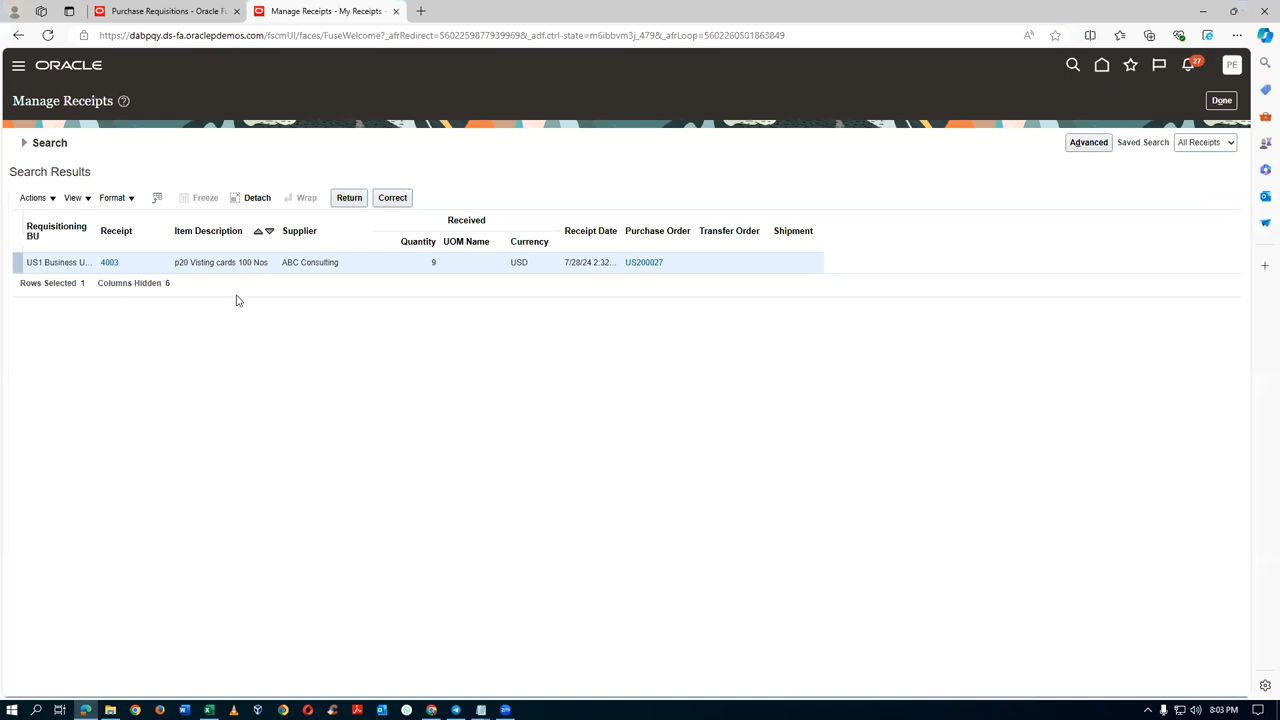 Purchase Requisitions - Oracle F
Manage Receipts - My Receipts -
https://dabpqy.ds-fa.oraclepdemos.com/fscmUI/faces/FuseWelcome?_afrRedirect=5602259877939969&_adf.ctrl-state=m6ibbvm3j_479&_afrLoop=5602260501863849
ORACLE
27
PE
Manage Receipts
Done
Search
Advanced Saved Search All Receipts
Search Results
Actions View Format Freeze Detach Wrap Return Correct
Requisitioning BU Receipt Item Description Supplier Received Quantity UOM Name Currency Receipt Date Purchase Order Transfer Order Shipment
US1 Business U... 4003 p20 Visting cards 100 Nos ABC Consulting 9 USD 7/28/24 2:32... US200027
Rows Selected 1 Columns Hidden 6
8:03 PM